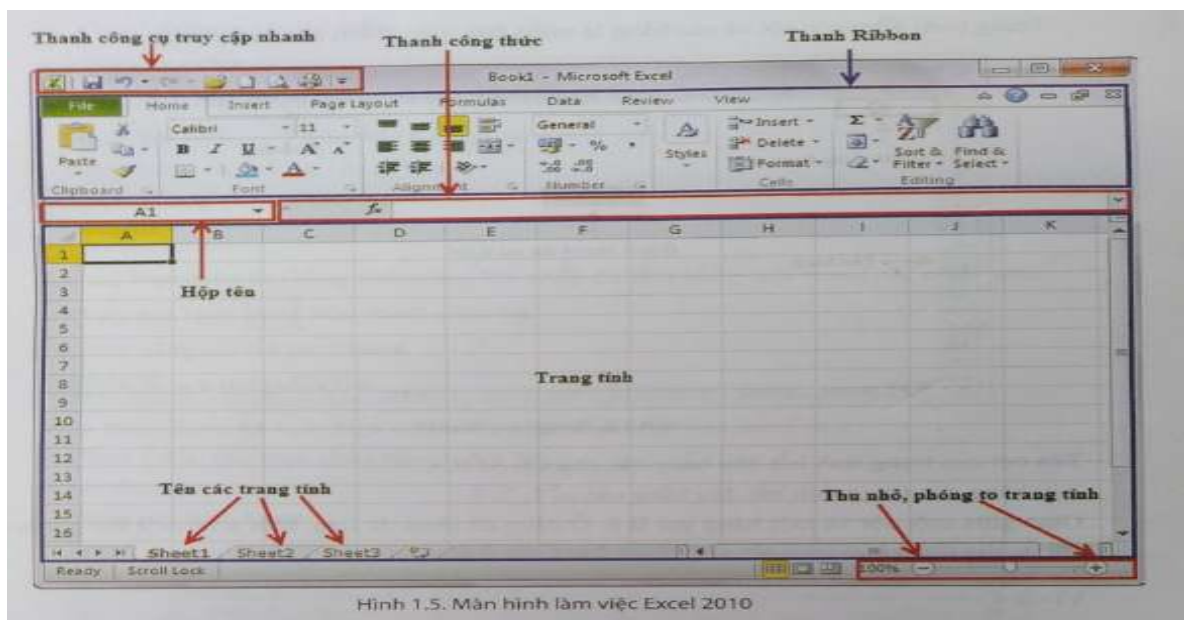 Thanh công cụ truy cập nhanh
Thanh công thức
Thanh Ribbon
Book1 - Microsoft Excel
File Home Insert Page Layout Formulas Data Review View
Calibri 11 General Insert Σ
B I U A A % Styles Delete Sort & Find &
Paste A Format Filter Select
Clipboard Font Alignment Number Cells Editing
A1 fx
A B C D E F G H I J K
1
2
3 Hộp tên
4
5
6
7
8 Trang tính
9
10
11
12
13
Tên các trang tính
14 Thu nhỏ, phóng to trang tính
15
16
Sheet1 Sheet2 Sheet3
Ready Scroll Lock 100%
Hình 1.5. Màn hình làm việc Excel 2010